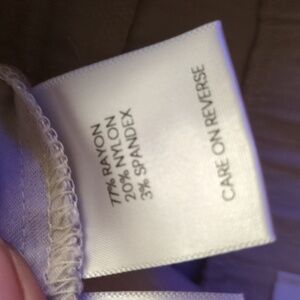 77% RAYON
20% NYLON
3% SPANDEX
CARE ON REVERSE